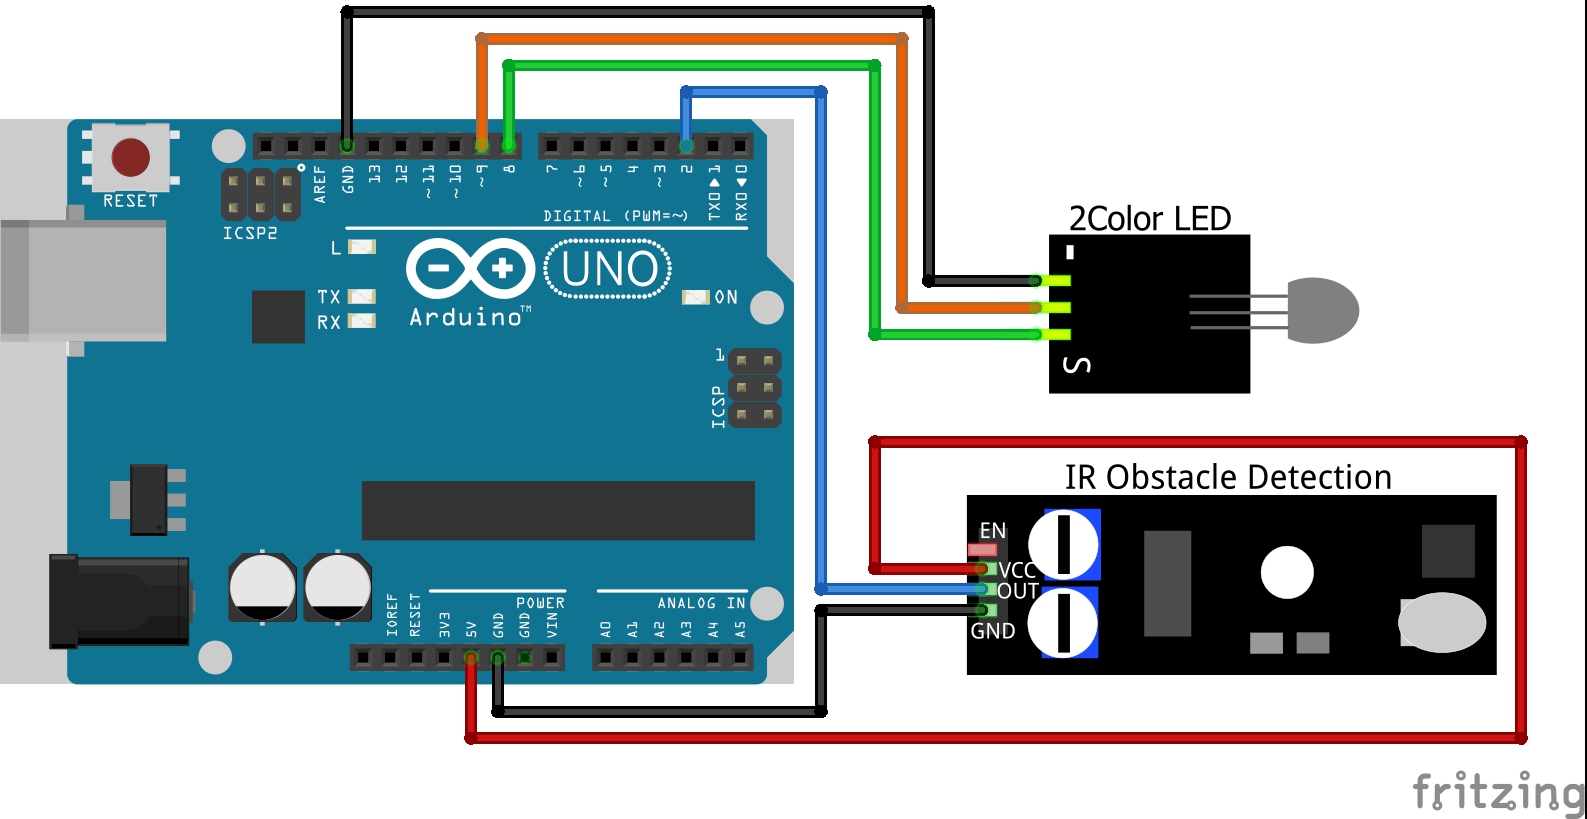 RESET
ICSP2
AREF
GND
13
12
~11
~10
~9
8
7
~6
~5
4
~3
2
TX0▶1
RX0◀0
DIGITAL (PWM=~)
L
TX
RX
UNO
ON
Arduino™
1
ICSP
2Color LED
-
S
IR Obstacle Detection
EN
VCC
OUT
GND
POWER
ANALOG IN
IOREF
RESET
3V3
5V
GND
GND
VIN
A0
A1
A2
A3
A4
A5
fritzing